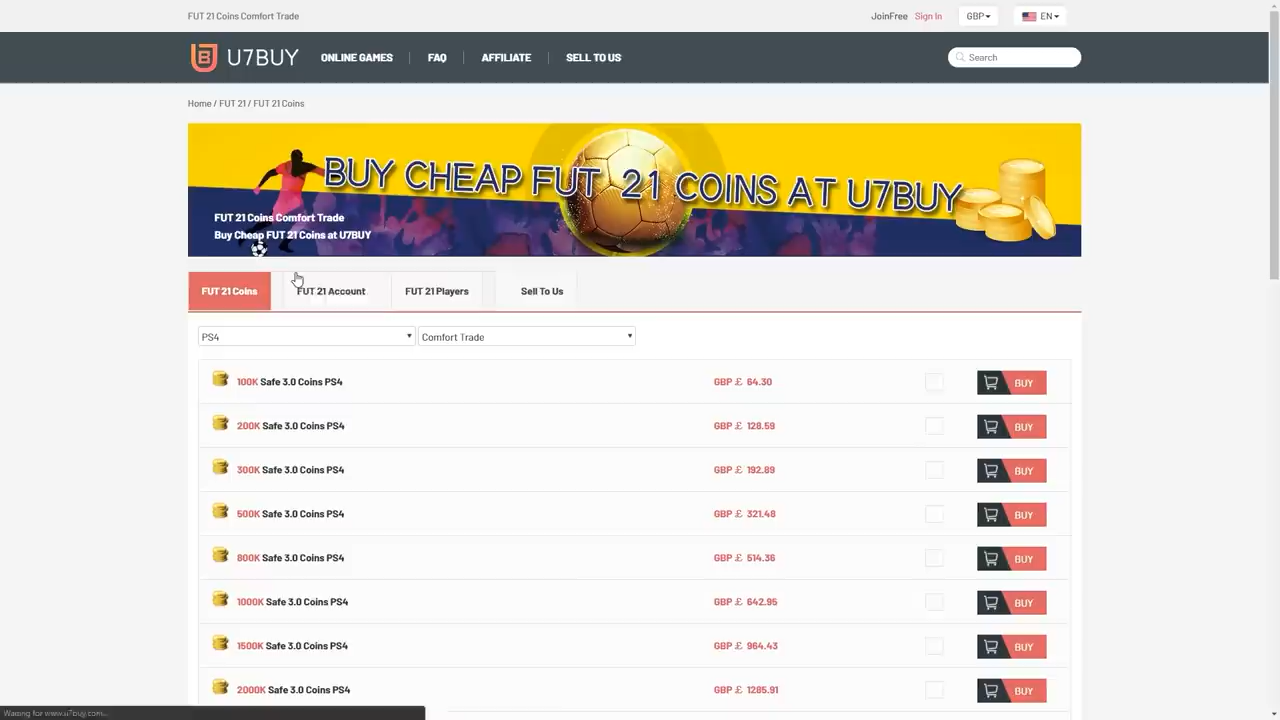 FUT 21 Coins Comfort Trade
JoinFree Sign In GBP EN
U7BUY ONLINE GAMES FAQ AFFILIATE SELL TO US Search
Home / FUT 21 / FUT 21 Coins
BUY CHEAP FUT 21 COINS AT U7BUY
FUT 21 Coins Comfort Trade
Buy Cheap FUT 21 Coins at U7BUY
FUT 21 Coins FUT 21 Account FUT 21 Players Sell To Us
PS4 Comfort Trade
100K Safe 3.0 Coins PS4 GBP £ 64.30 BUY
200K Safe 3.0 Coins PS4 GBP £ 128.59 BUY
300K Safe 3.0 Coins PS4 GBP £ 192.89 BUY
500K Safe 3.0 Coins PS4 GBP £ 321.48 BUY
800K Safe 3.0 Coins PS4 GBP £ 514.36 BUY
1000K Safe 3.0 Coins PS4 GBP £ 642.95 BUY
1500K Safe 3.0 Coins PS4 GBP £ 964.43 BUY
2000K Safe 3.0 Coins PS4 GBP £ 1285.91 BUY
Waiting for www.u7buy.com...